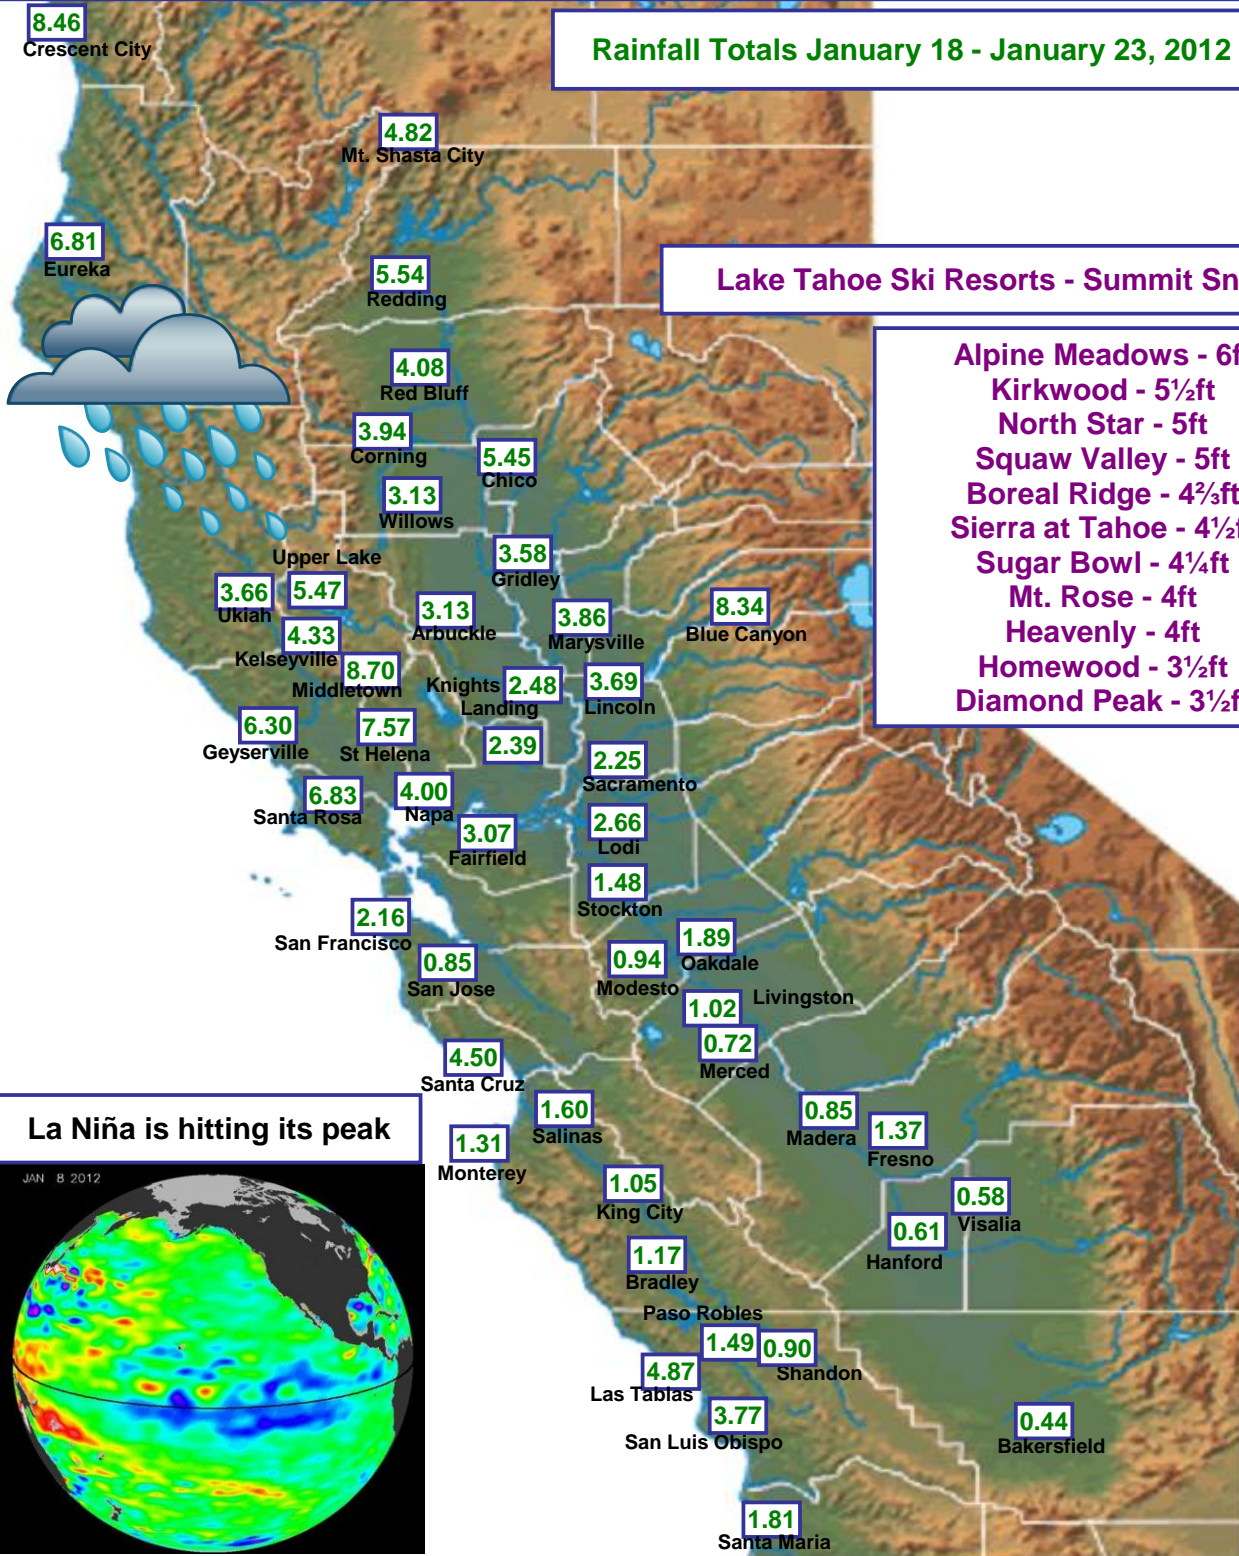 8.46
Crescent City
Rainfall Totals January 18 - January 23, 2012
4.82
Mt. Shasta City
6.81
Eureka
5.54
Redding
Lake Tahoe Ski Resorts - Summit Sn
Alpine Meadows - 6f
Kirkwood - 5½ft
North Star - 5ft
Squaw Valley - 5ft
Boreal Ridge - 4⅔ft
Sierra at Tahoe - 4½f
Sugar Bowl - 4¼ft
Mt. Rose - 4ft
Heavenly - 4ft
Homewood - 3½ft
Diamond Peak - 3½f
4.08
Red Bluff
3.94
Corning
5.45
Chico
3.13
Willows
3.58
Gridley
Upper Lake
5.47
3.66
Ukiah
3.13
Arbuckle
3.86
Marysville
8.34
Blue Canyon
4.33
Kelseyville
8.70
Middletown
Knights
Landing
2.48
3.69
Lincoln
6.30
Geyserville
7.57
St Helena
2.39
2.25
Sacramento
6.83
Santa Rosa
4.00
Napa
3.07
Fairfield
2.66
Lodi
1.48
Stockton
2.16
San Francisco
0.85
San Jose
0.94
Modesto
1.89
Oakdale
Livingston
1.02
0.72
Merced
4.50
Santa Cruz
1.60
Salinas
0.85
Madera
1.37
Fresno
La Niña is hitting its peak
JAN 8 2012
1.31
Monterey
1.05
King City
0.58
Visalia
0.61
Hanford
1.17
Bradley
Paso Robles
1.49
0.90
Shandon
4.87
Las Tablas
3.77
San Luis Obispo
0.44
Bakersfield
1.81
Santa Maria